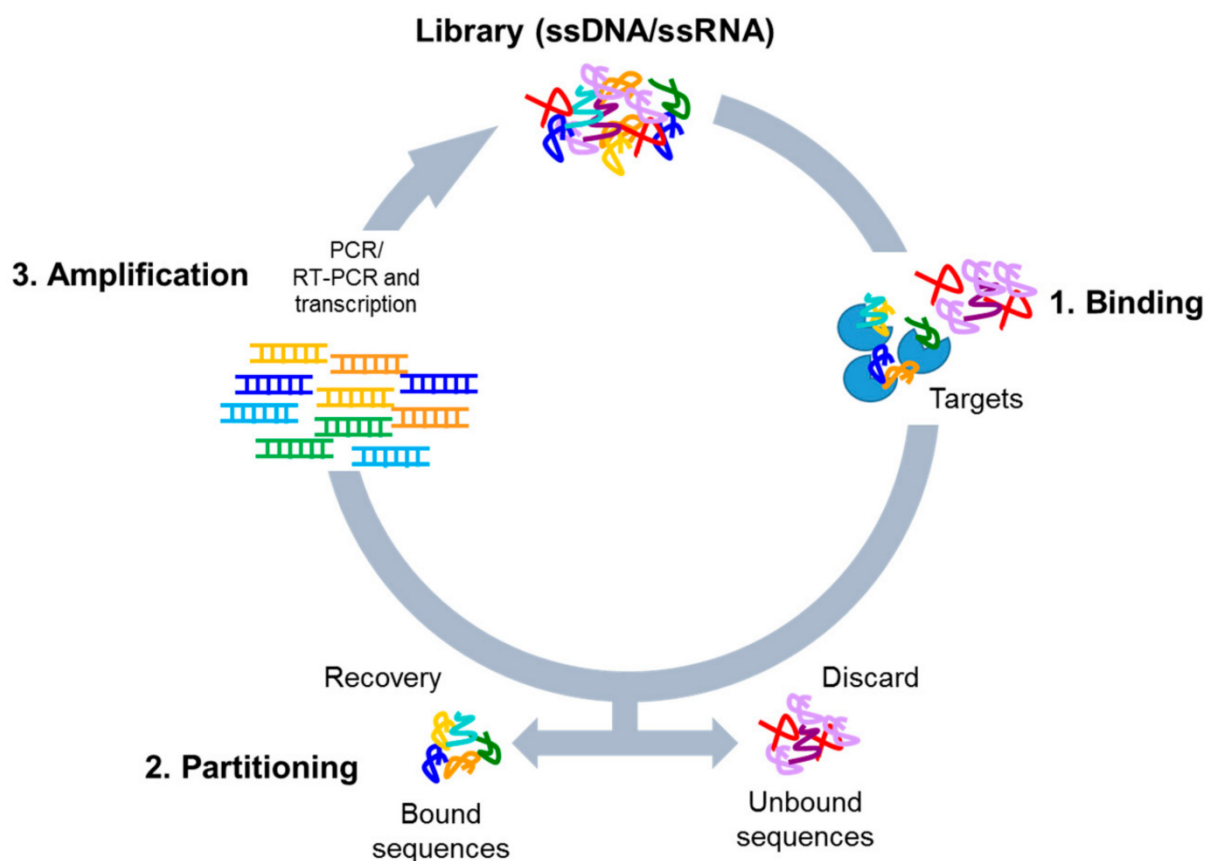 Library (ssDNA/ssRNA)
1. Binding
Targets
3. Amplification
PCR/
RT-PCR and
transcription
2. Partitioning
Recovery
Bound
sequences
Discard
Unbound
sequences